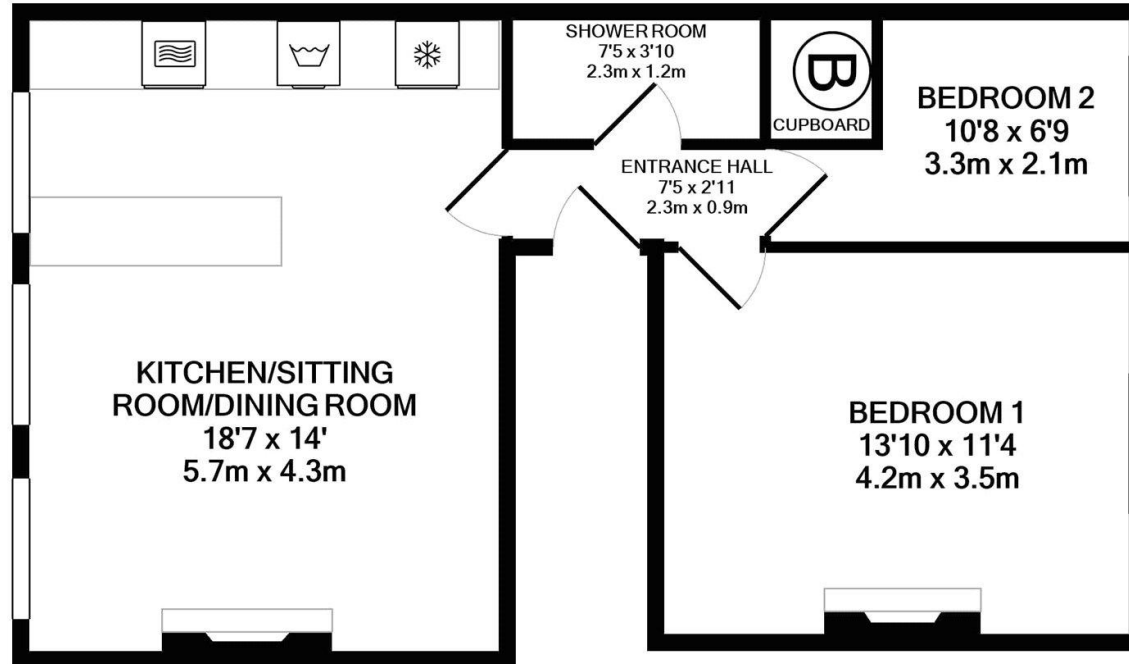 SHOWER ROOM
7'5 x 3'10
2.3m x 1.2m
B
CUPBOARD
BEDROOM 2
10'8 x 6'9
3.3m x 2.1m
ENTRANCE HALL
7'5 x 2'11
2.3m x 0.9m
KITCHEN/SITTING
ROOM/DINING ROOM
18'7 x 14'
5.7m x 4.3m
BEDROOM 1
13'10 x 11'4
4.2m x 3.5m